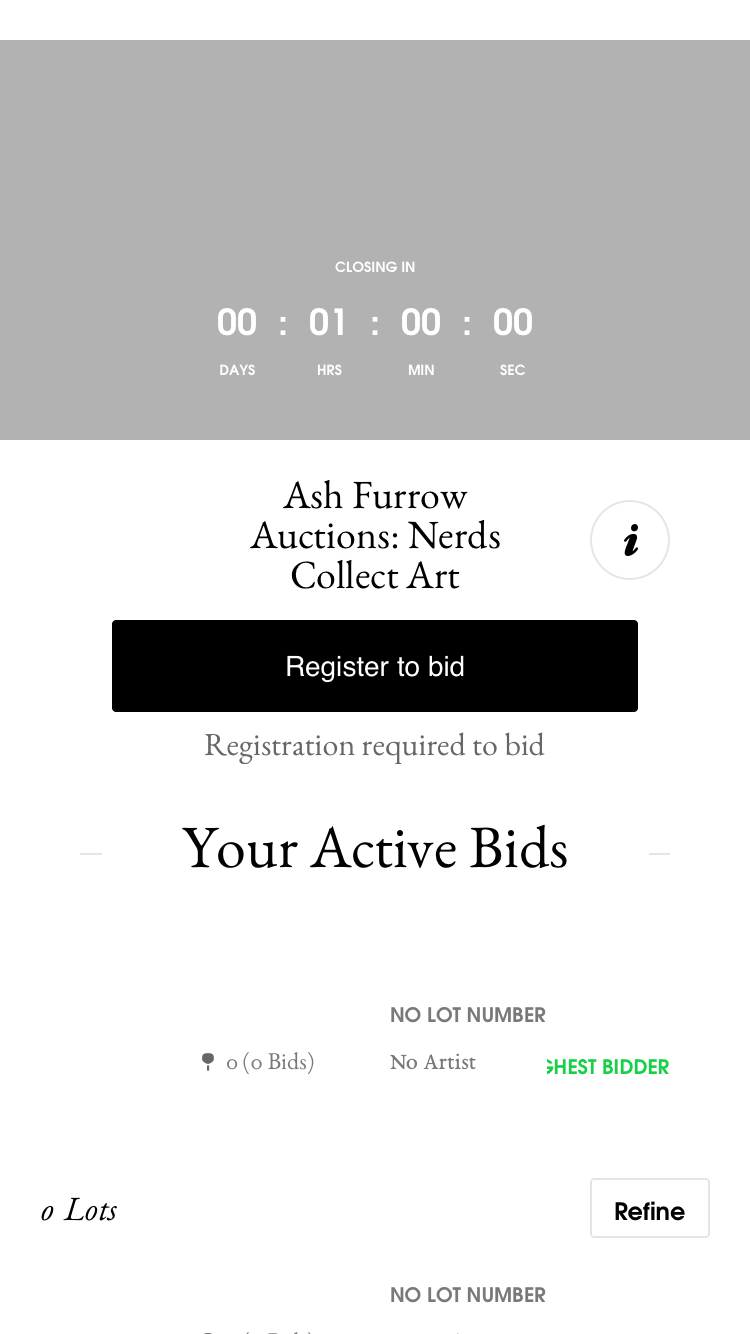 CLOSING IN
00 : 01 : 00 : 00
DAYS HRS MIN SEC
Ash Furrow
Auctions: Nerds
Collect Art
i
Register to bid
Registration required to bid
Your Active Bids
NO LOT NUMBER
0 (0 Bids) No Artist GHEST BIDDER
0 Lots
Refine
NO LOT NUMBER